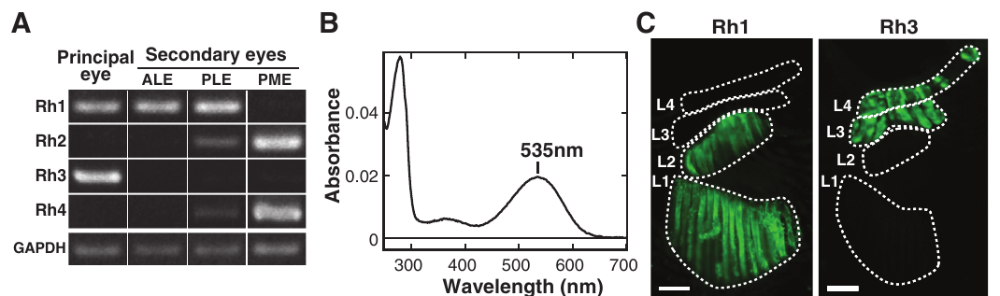 A
Principal eye
Secondary eyes
ALE PLE PME
Rh1
Rh2
Rh3
Rh4
GAPDH
B
Absorbance
0.04
0.02
0
535nm
300 400 500 600 700
Wavelength (nm)
C
Rh1
L4
L3
L2
L1
Rh3
L4
L3
L2
L1